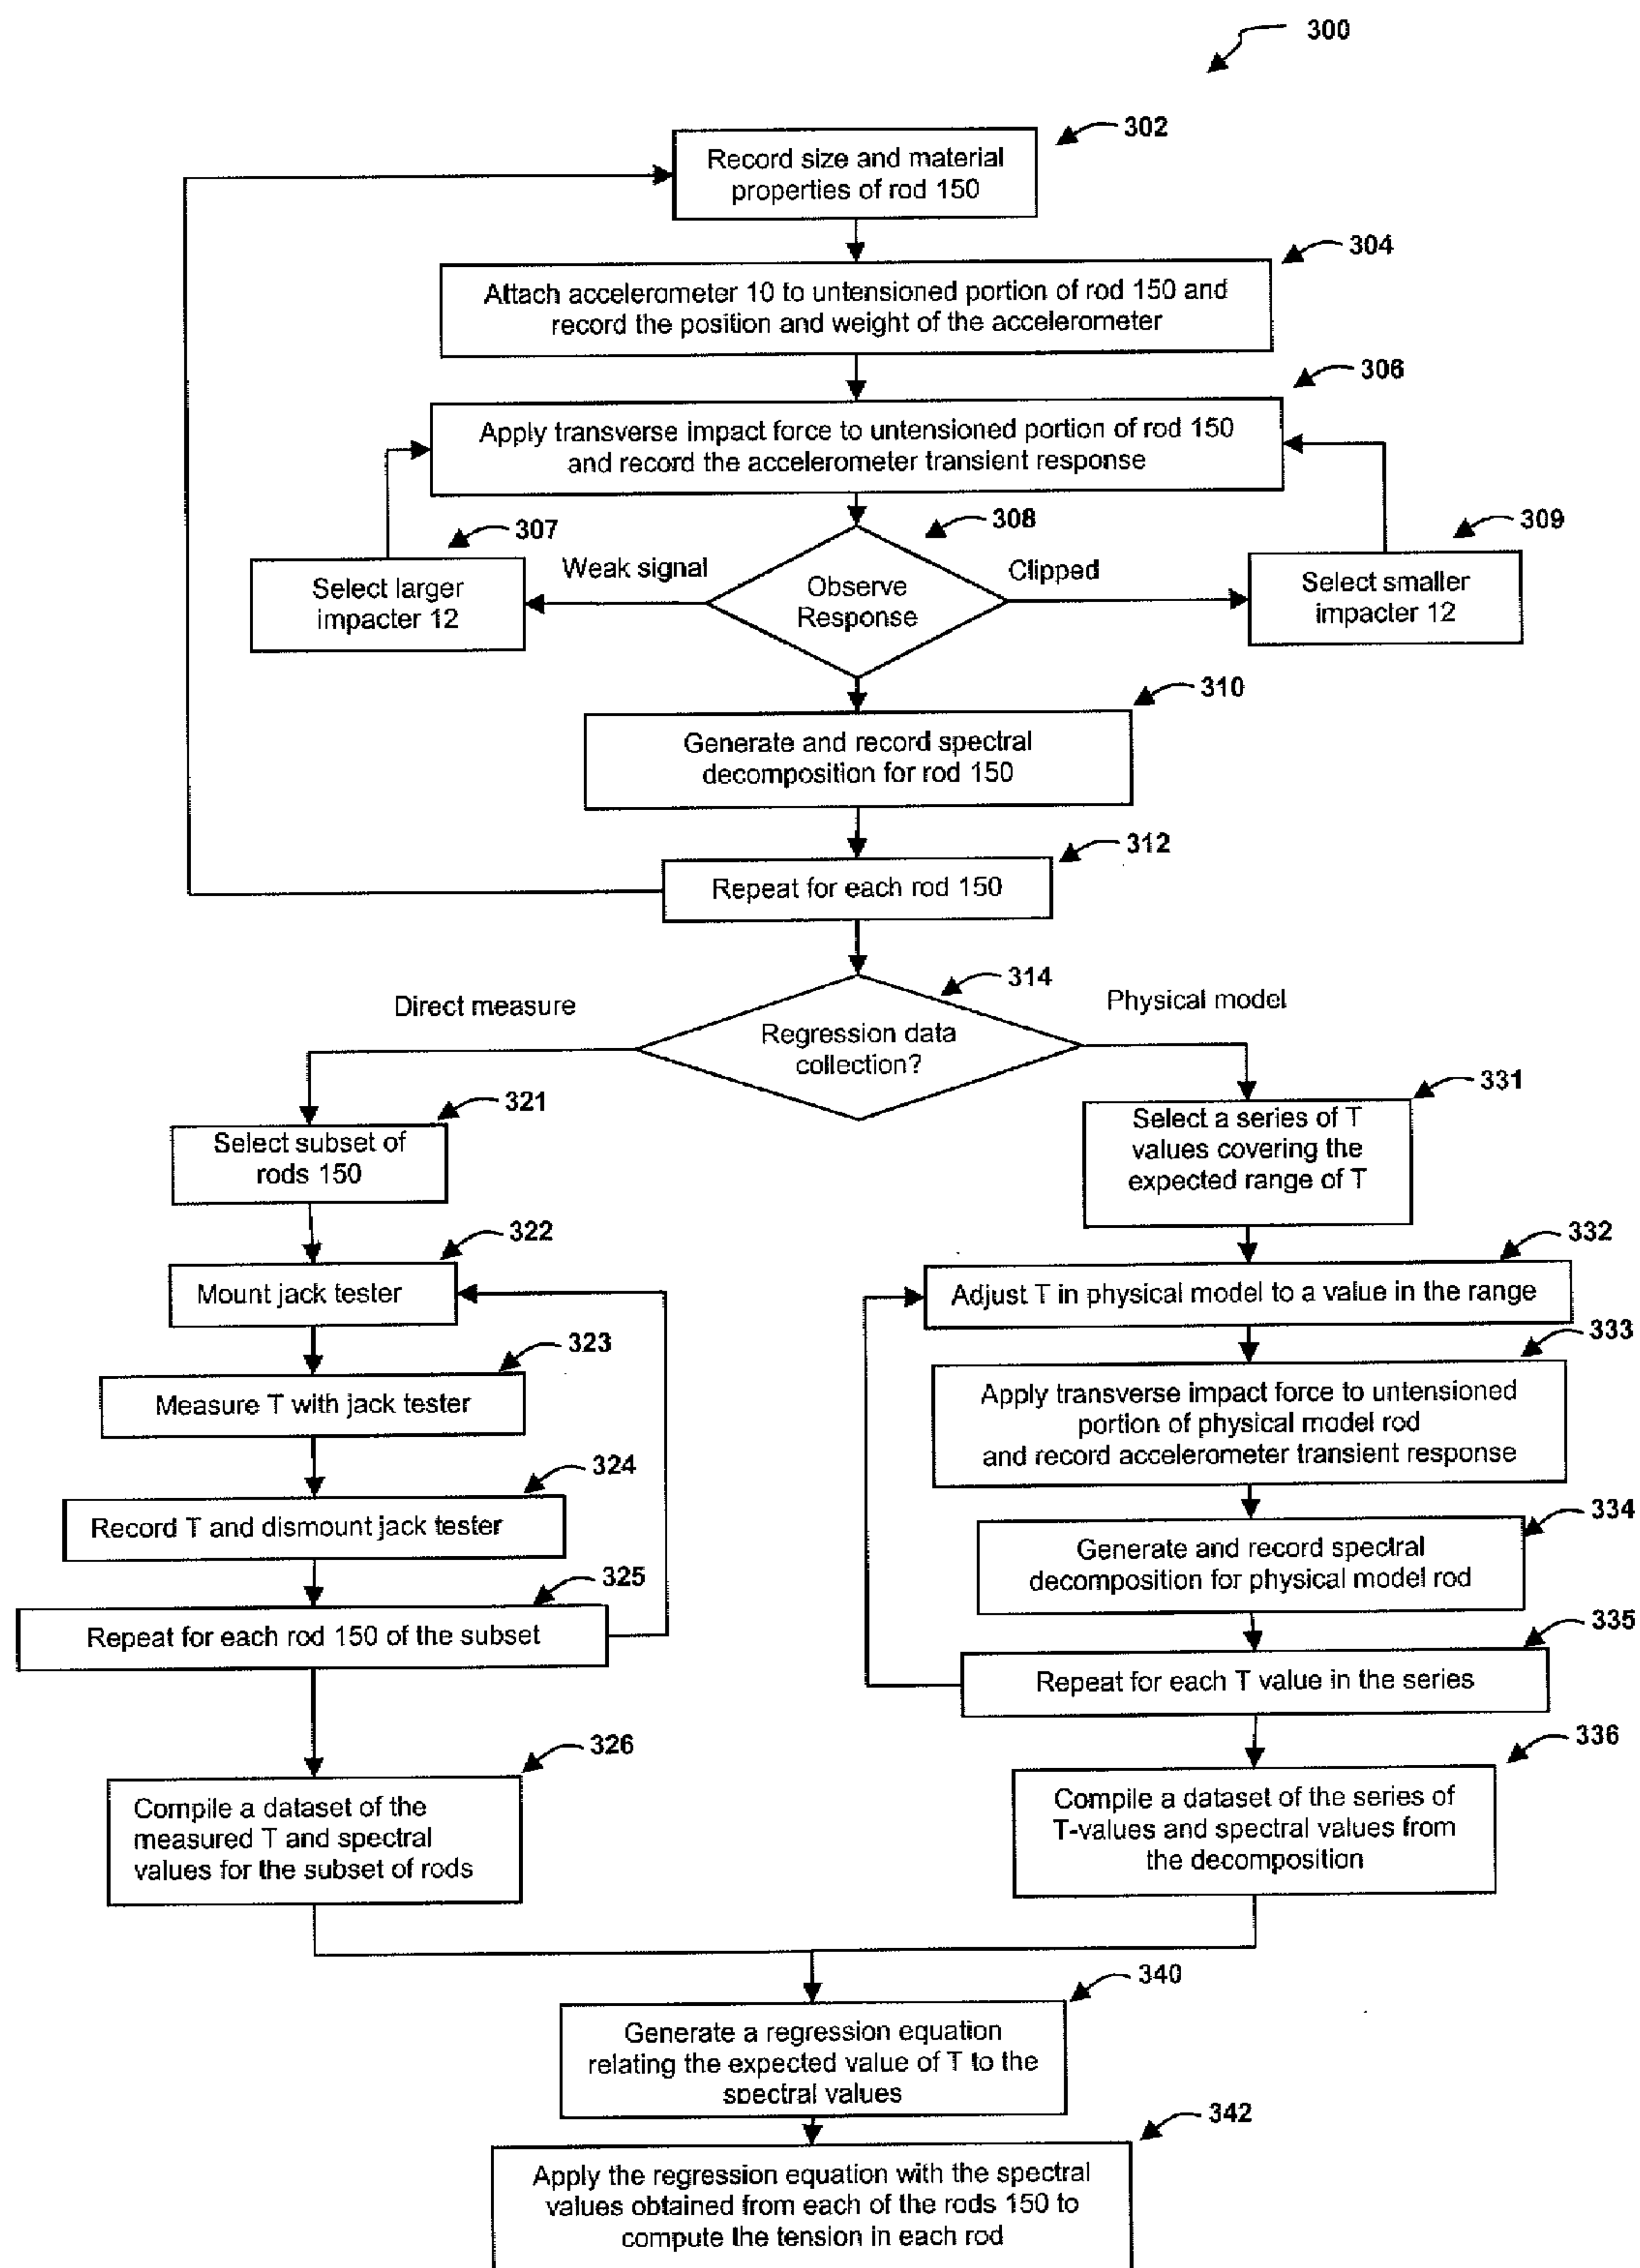 300
302
Record size and material
properties of rod 150
304
Attach accelerometer 10 to untensioned portion of rod 150 and
record the position and weight of the accelerometer
306
Apply transverse impact force to untensioned portion of rod 150
and record the accelerometer transient response
307
308
309
Select larger
impacter 12
Weak signal
Observe
Response
Clipped
Select smaller
impacter 12
310
Generate and record spectral
decomposition for rod 150
312
Repeat for each rod 150
314
Direct measure
Physical model
Regression data
collection?
321
Select subset of
rods 150
322
Mount jack tester
323
Measure T with jack tester
324
Record T and dismount jack tester
325
Repeat for each rod 150 of the subset
326
Compile a dataset of the
measured T and spectral
values for the subset of rods
331
Select a series of T
values covering the
expected range of T
332
Adjust T in physical model to a value in the range
333
Apply transverse impact force to untensioned
portion of physical model rod
and record accelerometer transient response
334
Generate and record spectral
decomposition for physical model rod
335
Repeat for each T value in the series
336
Compile a dataset of the series of
T-values and spectral values from
the decomposition
340
Generate a regression equation
relating the expected value of T to the
spectral values
342
Apply the regression equation with the spectral
values obtained from each of the rods 150 to
compute the tension in each rod